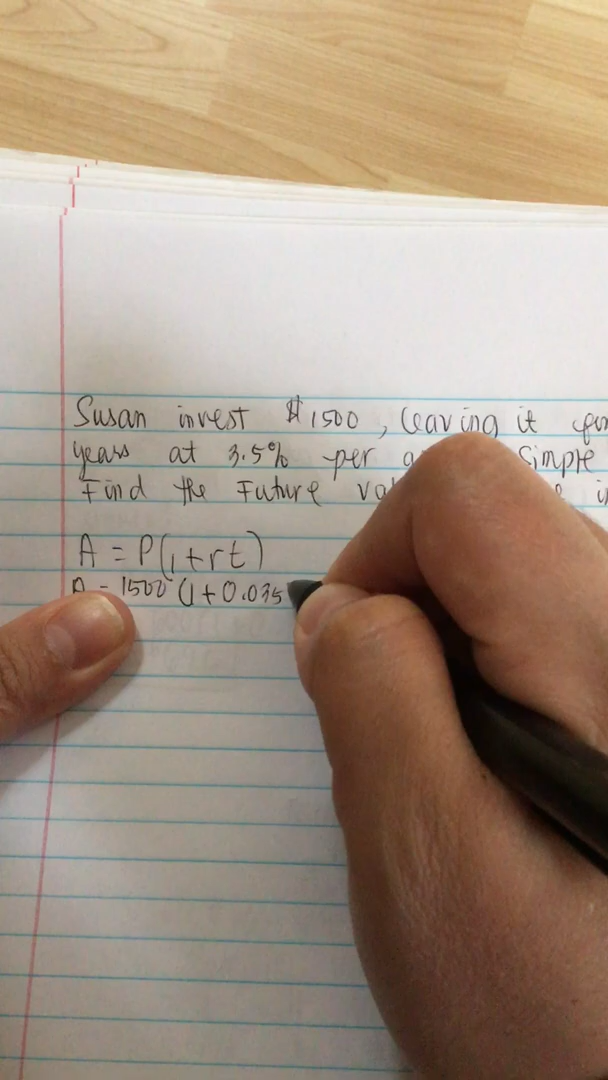 Susan invest $1500, leaving it for
years at 3.5% per simple
Find the Future
A = P(1+rt)
A = 1500 (1+0.035